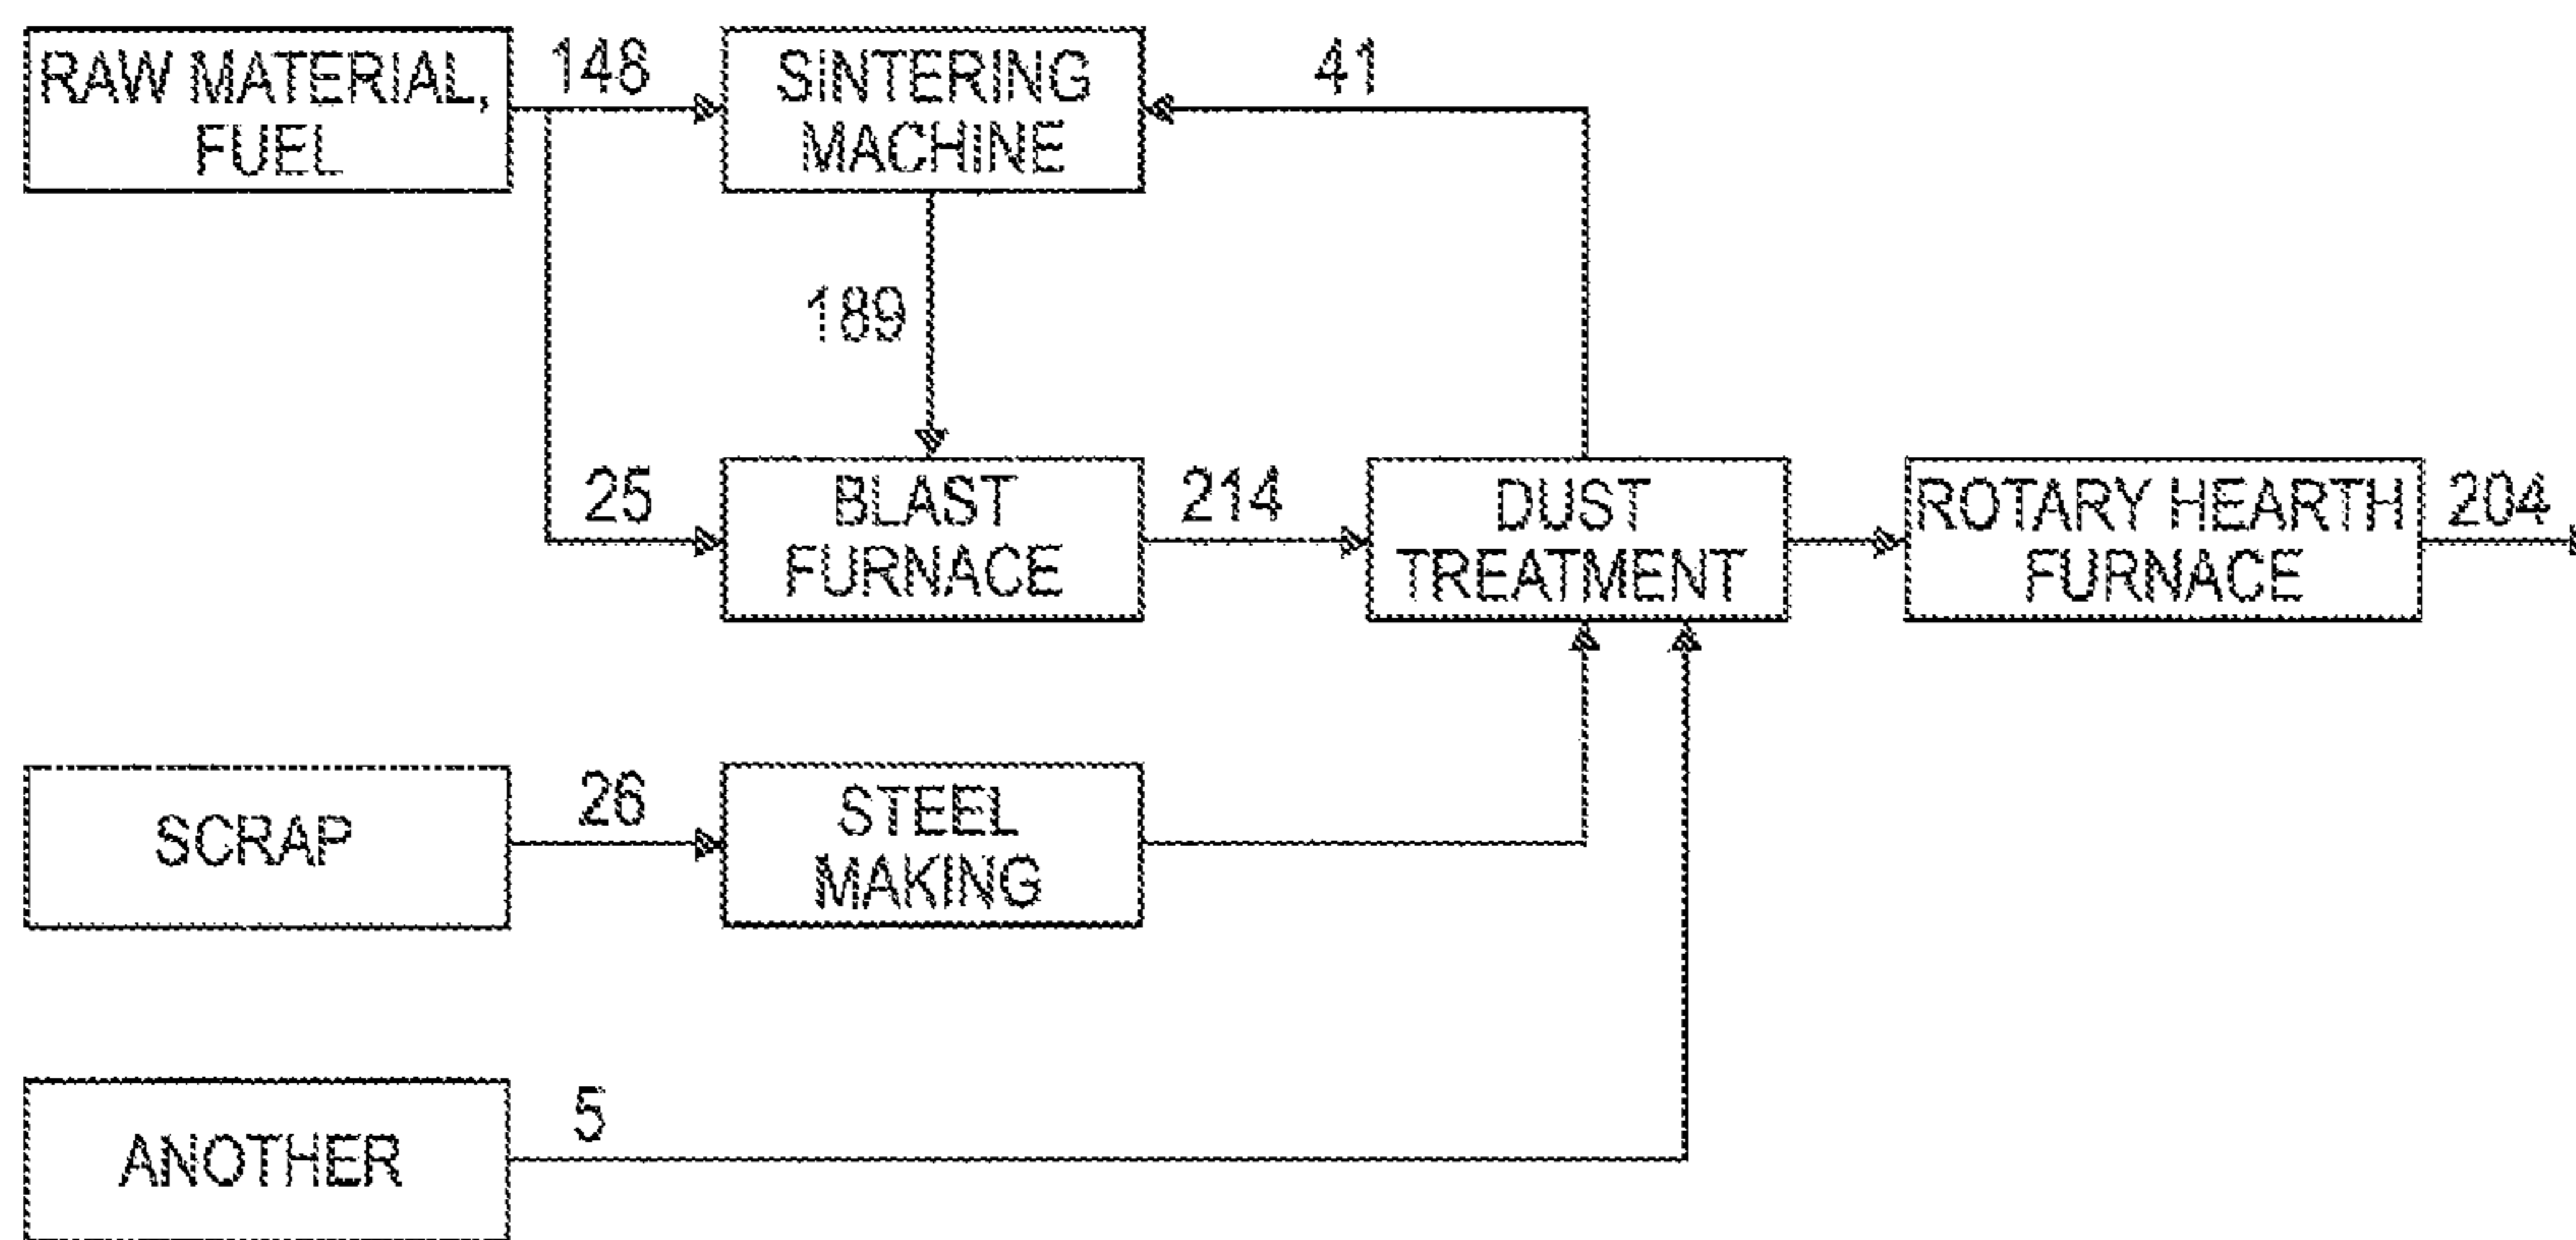 RAW MATERIAL,
FUEL
148
SINTERING
MACHINE
41
189
25
BLAST
FURNACE
214
DUST
TREATMENT
ROTARY HEARTH
FURNACE
204
SCRAP
26
STEEL
MAKING
ANOTHER
5